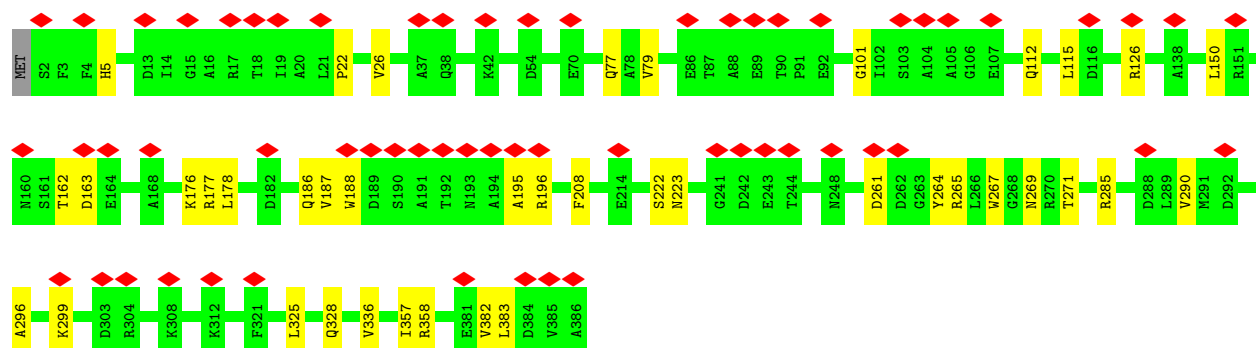 MET S2 F3 F4 H5 D13 I14 G15 A16 R17 T18 I19 A20 L21 P22 V26 A37 Q38 K42 D54 E70 Q77 A78 V79 E86 T87 A88 E89 T90 P91 E92 G101 I102 S103 A104 A105 G106 E107 Q112 L115 D116 R126 A138 L150 R151
N160 S161 T162 D163 E164 A168 K176 R177 L178 D182 Q186 V187 W188 D189 S190 A191 T192 N193 A194 A195 R196 F208 E214 S222 N223 G241 D242 E243 T244 N248 D261 D262 G263 Y264 R265 L266 W267 G268 N269 R270 T271 R285 D288 L289 V290 M291 D292
A296 K299 D303 R304 K308 K312 F321 L325 Q328 V336 I357 R358 E381 V382 L383 D384 V385 A386